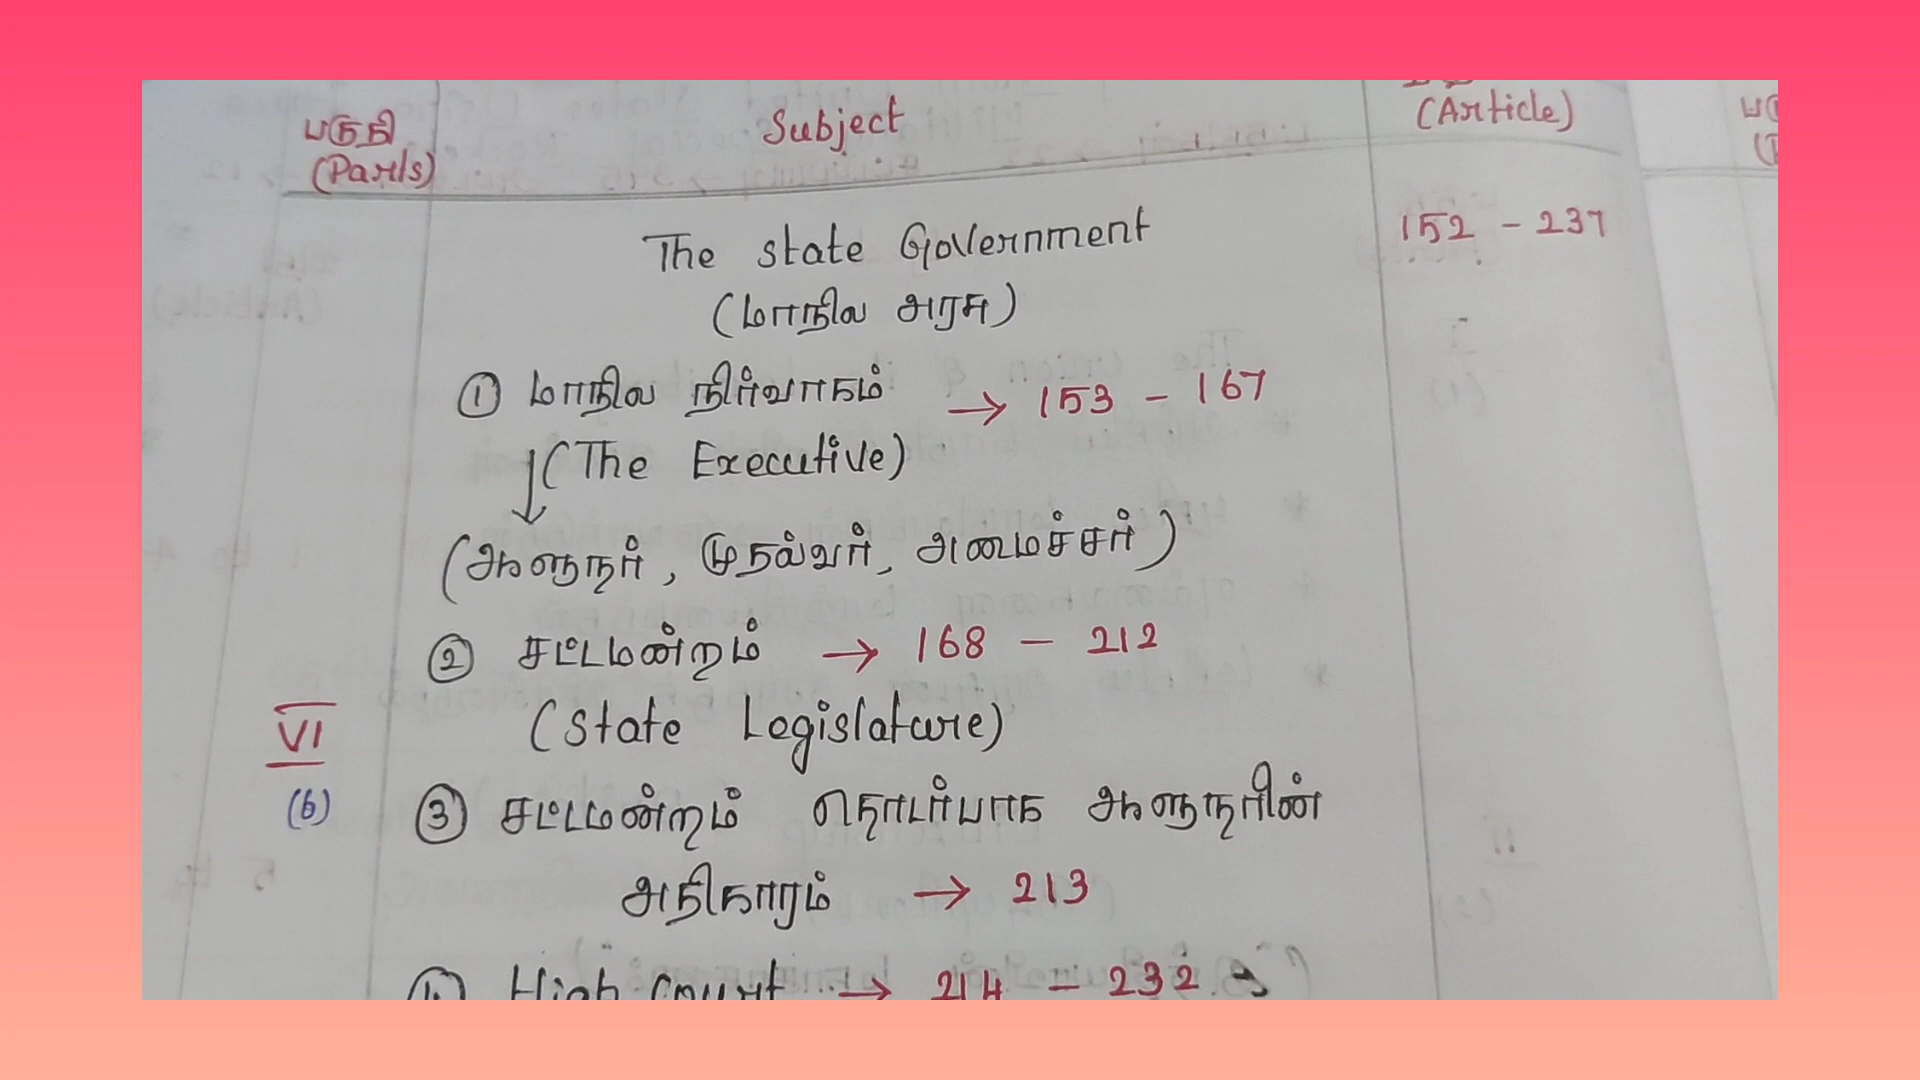 பகுதி (Parts)
Subject
(Article)
The state Government
152 - 237
(மாநில அரசு)
① மாநில நிர்வாகம் → 153 - 167
↓ (The Executive)
(ஆளுநர், முதல்வர், அமைச்சர்)
② சட்டமன்றம் → 168 - 212
(State Legislature)
VI
(6)
③ சட்டமன்றம் தொடர்பாக ஆளுநரின்
அதிகாரம் → 213
④ High Court → 214 - 232